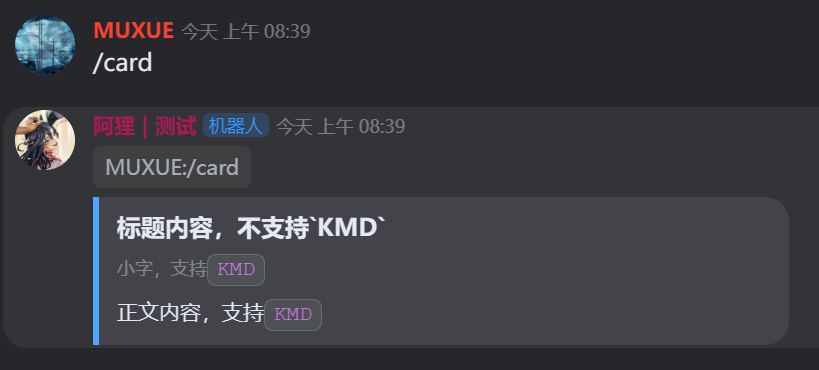 MUXUE 今天 上午 08:39
/card
阿狸｜测试 机器人 今天 上午 08:39
MUXUE:/card
标题内容，不支持`KMD`
小字，支持KMD
正文内容，支持KMD